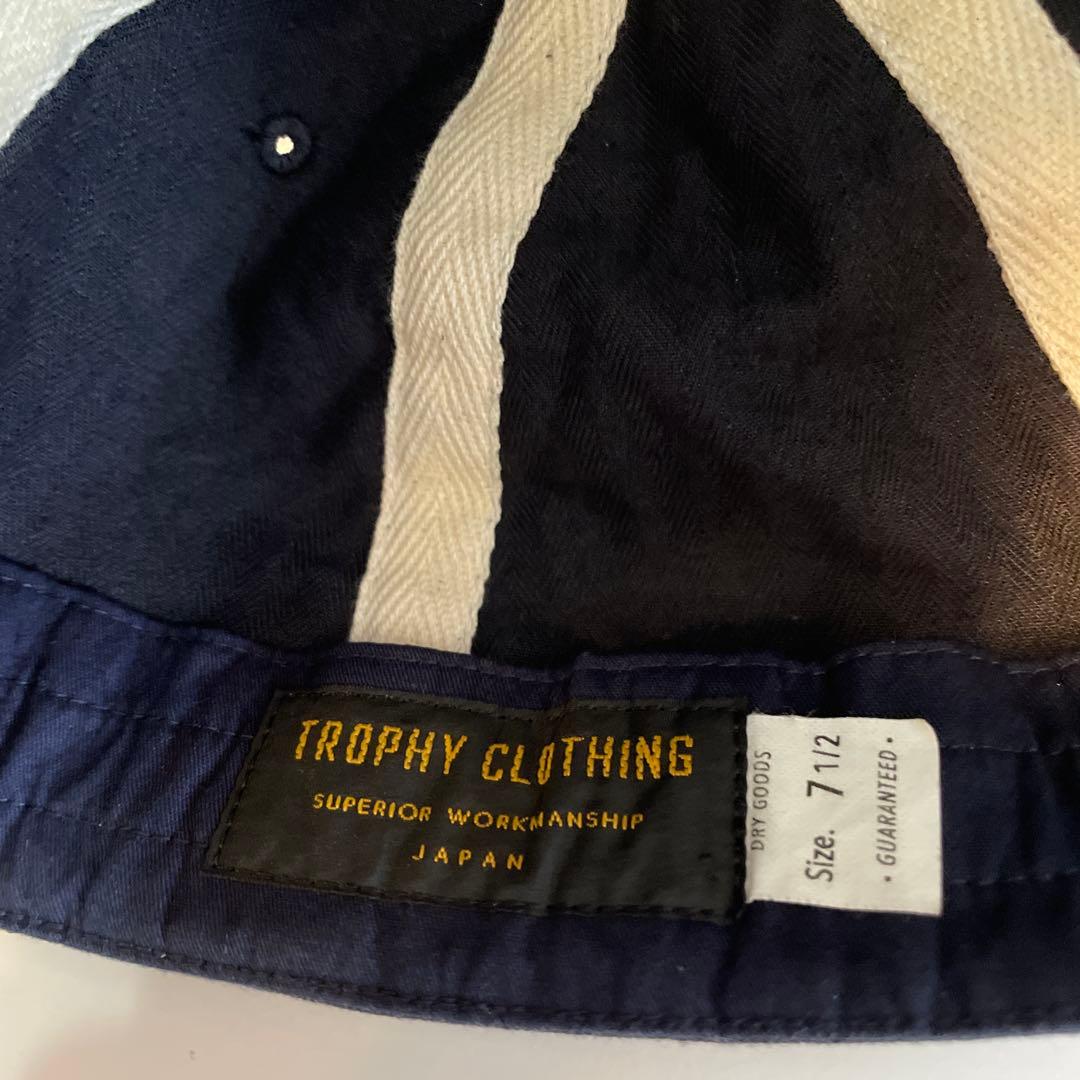 TROPHY CLOTHING
SUPERIOR WORKMANSHIP
JAPAN
DRY GOODS
Size. 7 1/2
• GUARANTEED •